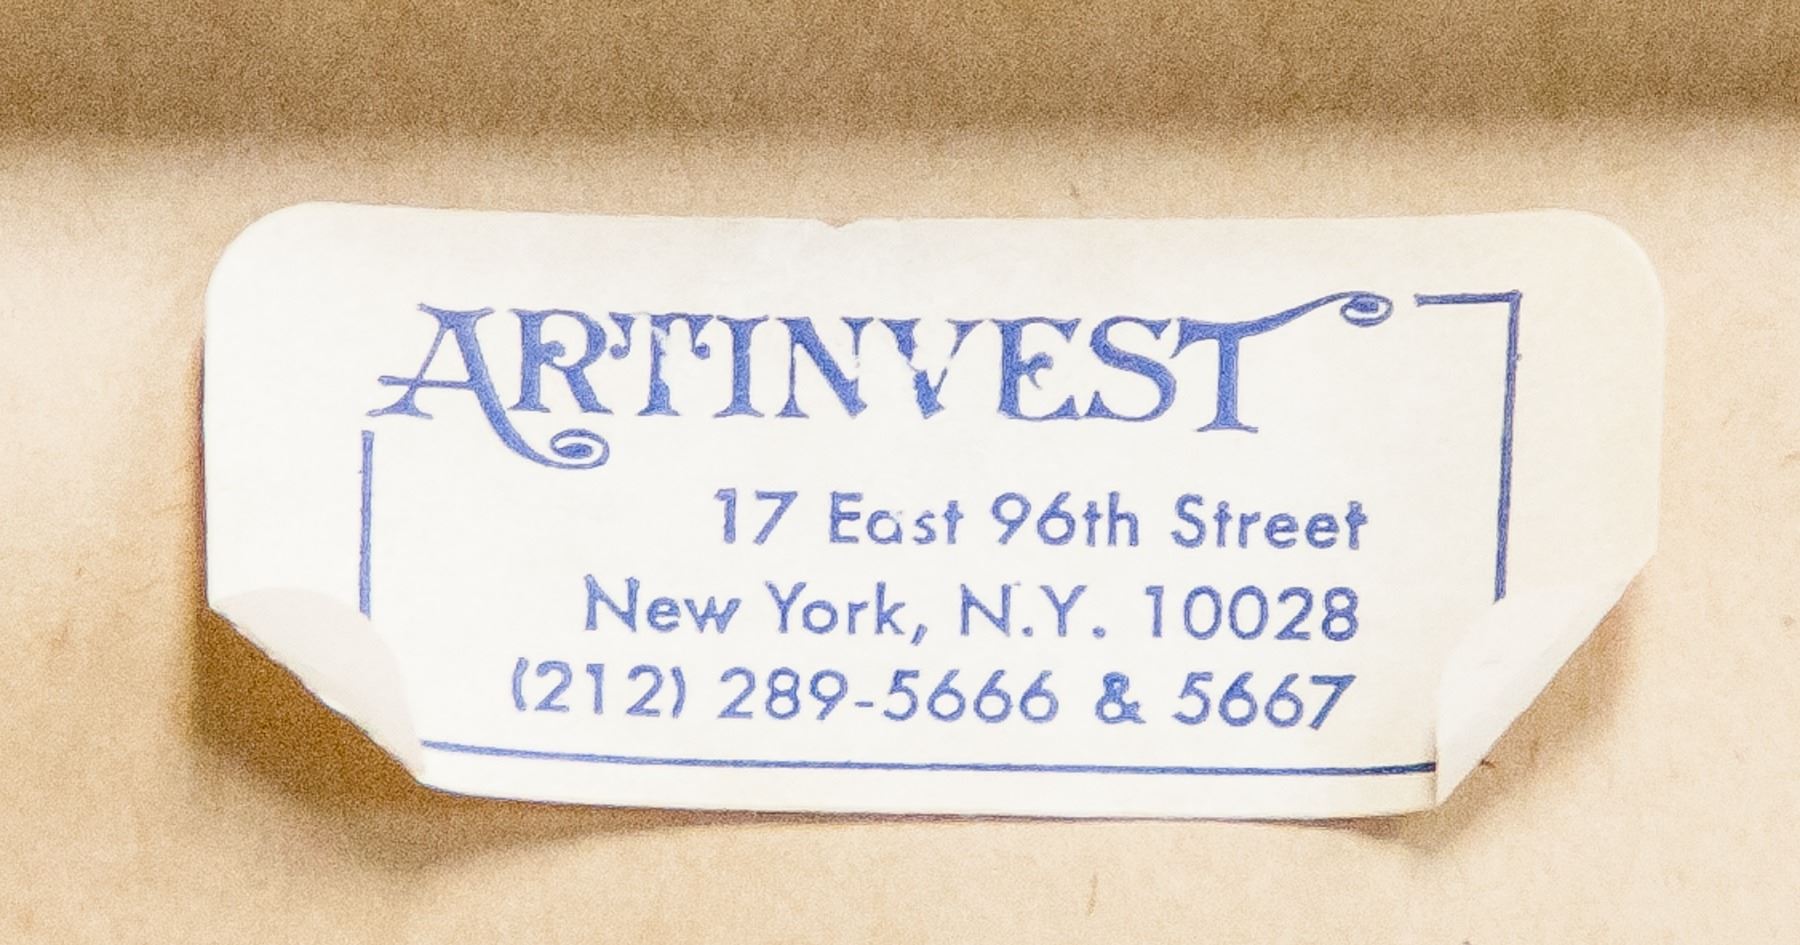 ARTINVEST
17 East 96th Street
New York, N.Y. 10028
(212) 289-5666 & 5667